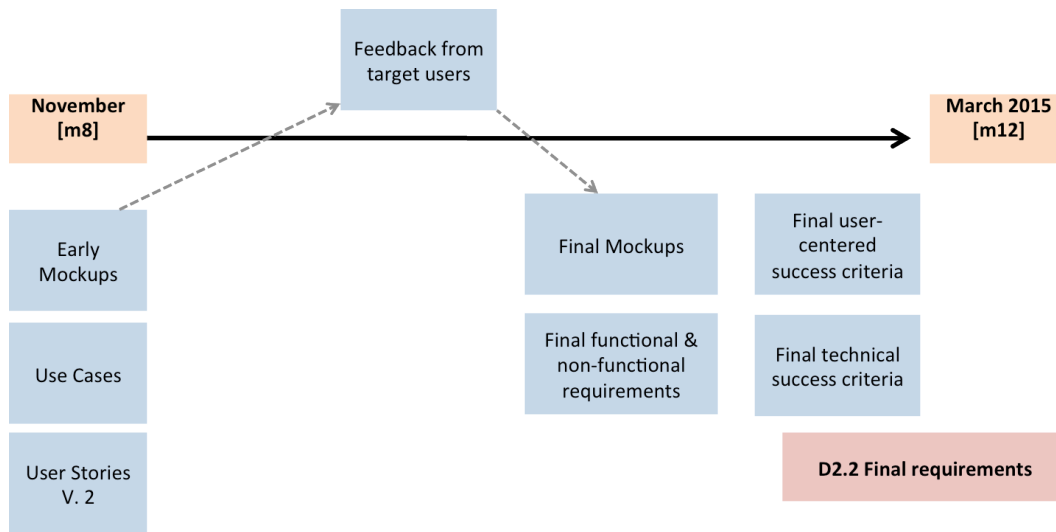 Feedback from
target users
November
[m8]
March 2015
[m12]
Early
Mockups
Final Mockups
Final user-
centered
success criteria
Use Cases
Final functional &
non-functional
requirements
Final technical
success criteria
User Stories
V. 2
D2.2 Final requirements